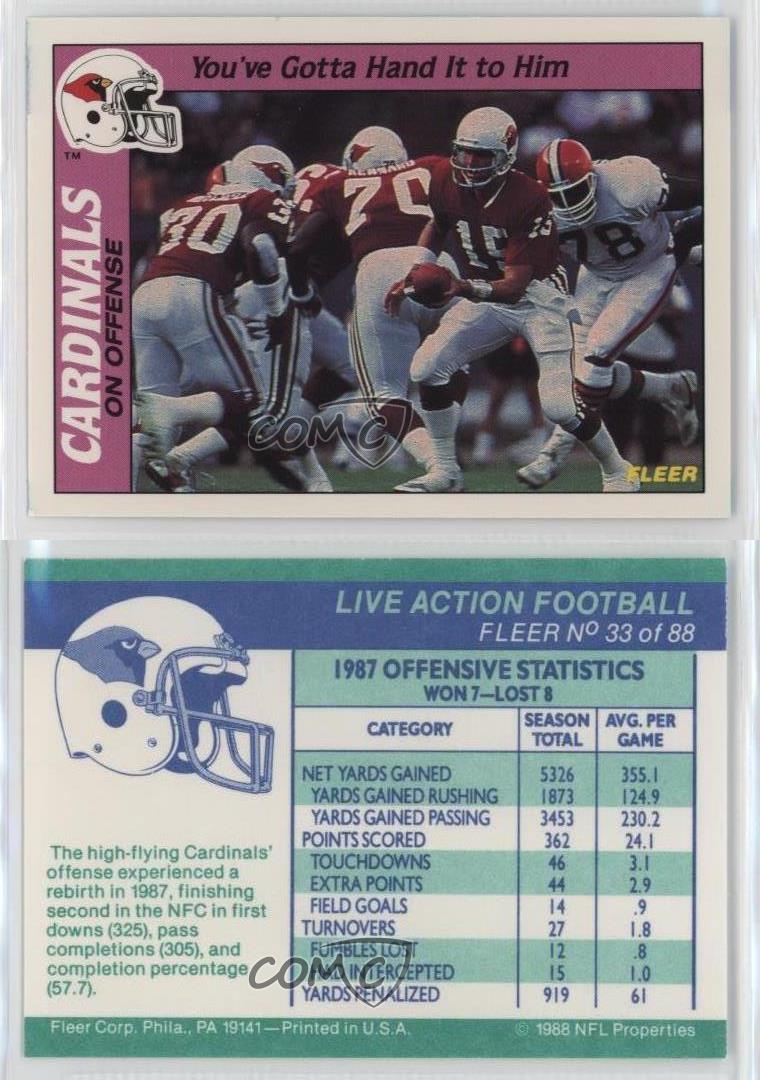 You've Gotta Hand It to Him
TM
CARDINALS
ON OFFENSE
30
70
15
78
FLEER
COMC
LIVE ACTION FOOTBALL
FLEER Nº 33 of 88
1987 OFFENSIVE STATISTICS
WON 7—LOST 8
CATEGORY SEASON TOTAL AVG. PER GAME
NET YARDS GAINED 5326 355.1
YARDS GAINED RUSHING 1873 124.9
YARDS GAINED PASSING 3453 230.2
POINTS SCORED 362 24.1
TOUCHDOWNS 46 3.1
EXTRA POINTS 44 2.9
FIELD GOALS 14 .9
TURNOVERS 27 1.8
FUMBLES LOST 12 .8
HAD INTERCEPTED 15 1.0
YARDS PENALIZED 919 61
The high-flying Cardinals'
offense experienced a
rebirth in 1987, finishing
second in the NFC in first
downs (325), pass
completions (305), and
completion percentage
(57.7).
COMC
Fleer Corp. Phila., PA 19141—Printed in U.S.A.
© 1988 NFL Properties